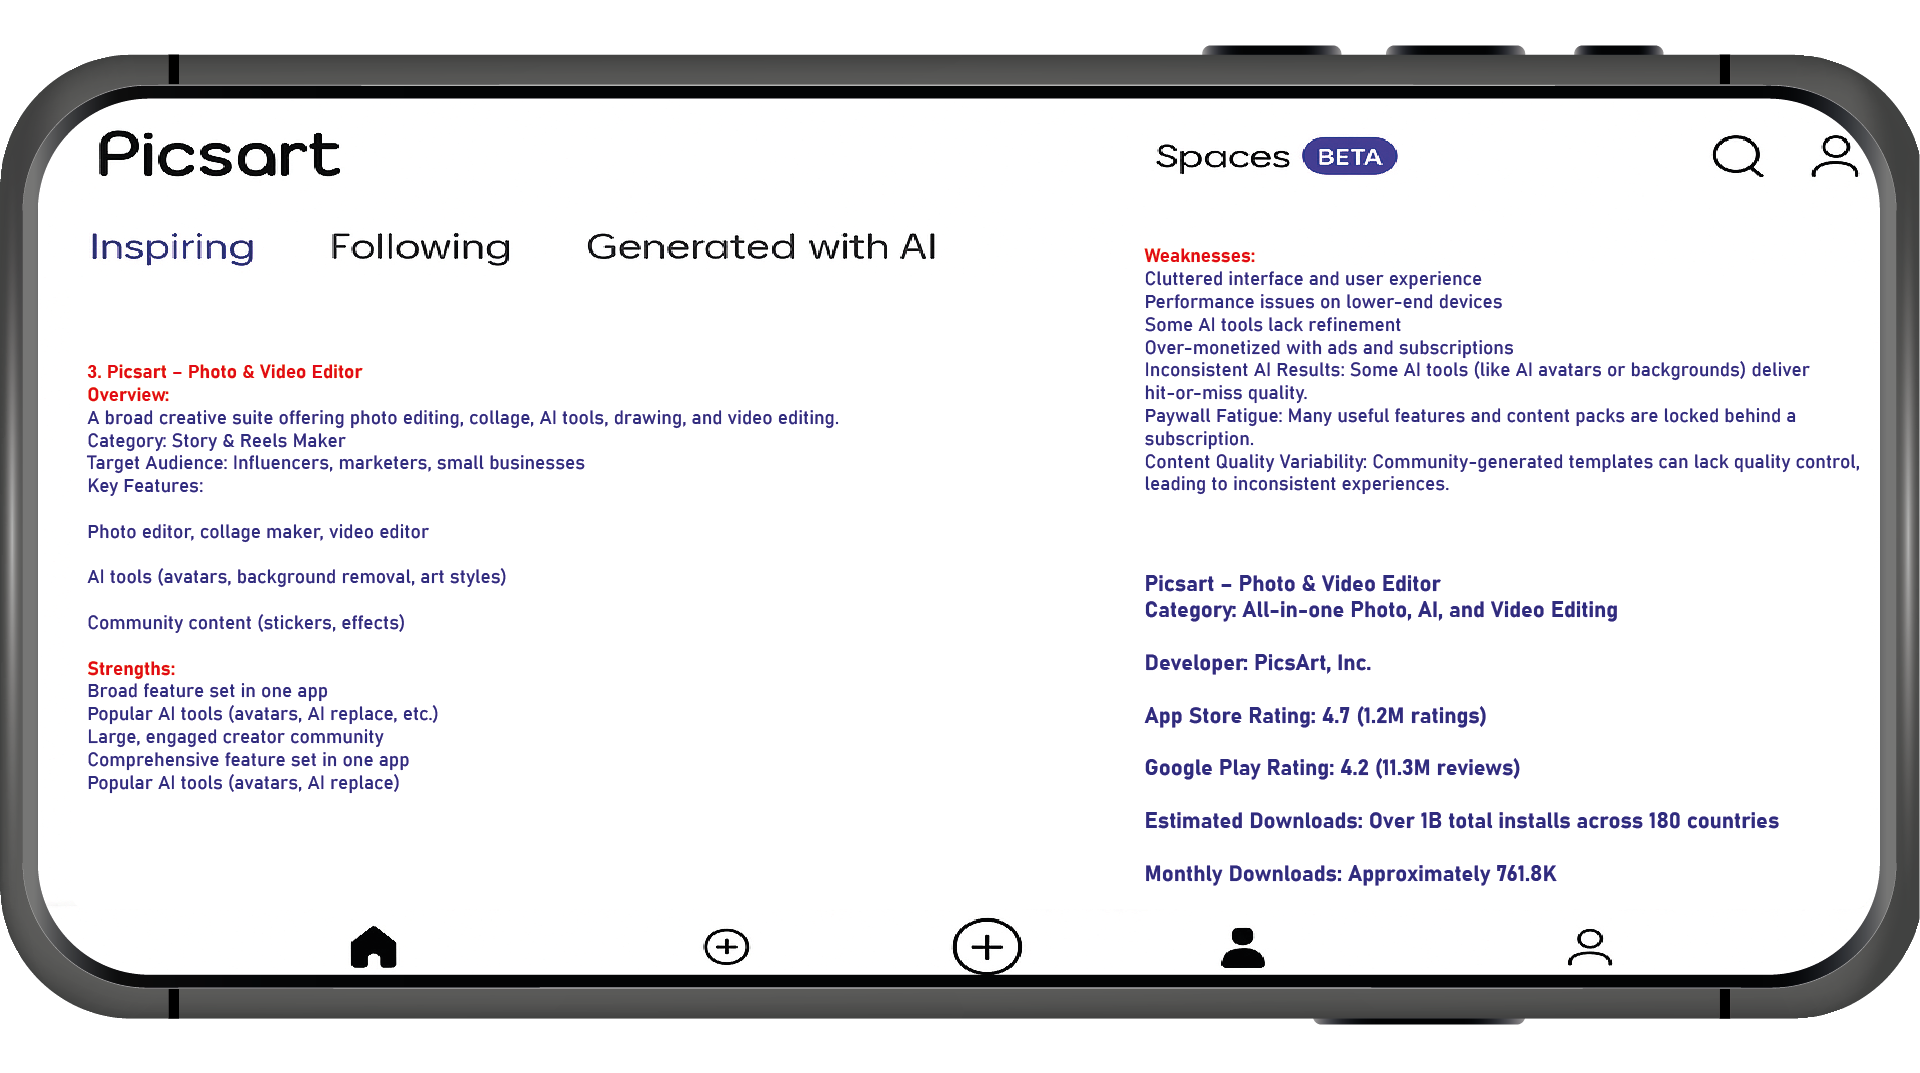 Picsart
Spaces BETA
Inspiring Following Generated with AI
3. Picsart – Photo & Video Editor
Overview:
A broad creative suite offering photo editing, collage, AI tools, drawing, and video editing.
Category: Story & Reels Maker
Target Audience: Influencers, marketers, small businesses
Key Features:
Photo editor, collage maker, video editor
AI tools (avatars, background removal, art styles)
Community content (stickers, effects)
Strengths:
Broad feature set in one app
Popular AI tools (avatars, AI replace, etc.)
Large, engaged creator community
Comprehensive feature set in one app
Popular AI tools (avatars, AI replace)
Weaknesses:
Cluttered interface and user experience
Performance issues on lower-end devices
Some AI tools lack refinement
Over-monetized with ads and subscriptions
Inconsistent AI Results: Some AI tools (like AI avatars or backgrounds) deliver
hit-or-miss quality.
Paywall Fatigue: Many useful features and content packs are locked behind a
subscription.
Content Quality Variability: Community-generated templates can lack quality control,
leading to inconsistent experiences.
Picsart – Photo & Video Editor
Category: All-in-one Photo, AI, and Video Editing
Developer: PicsArt, Inc.
App Store Rating: 4.7 (1.2M ratings)
Google Play Rating: 4.2 (11.3M reviews)
Estimated Downloads: Over 1B total installs across 180 countries
Monthly Downloads: Approximately 761.8K